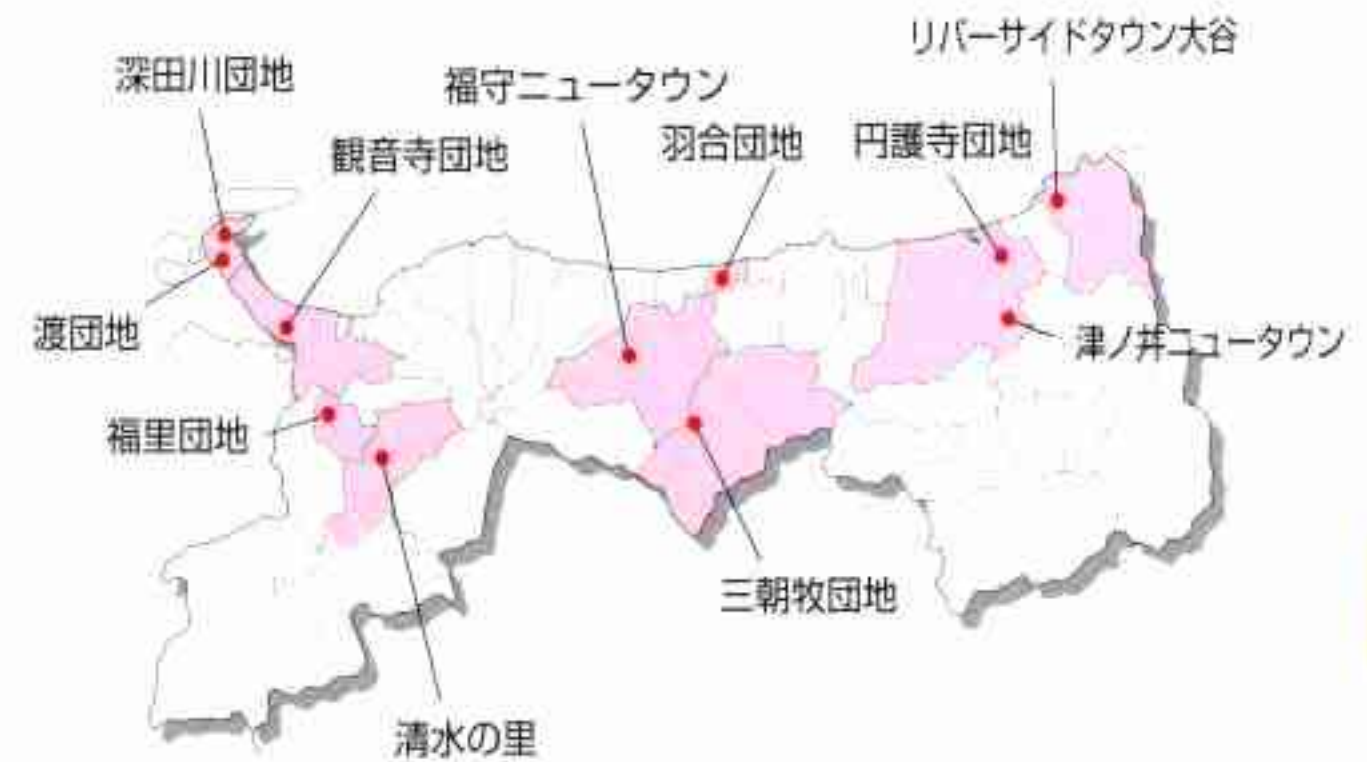 リバーサイドタウン大谷
深田川団地
福守ニュータウン
羽合団地
円護寺団地
観音寺団地
渡団地
津ノ井ニュータウン
福里団地
三朝牧団地
清水の里